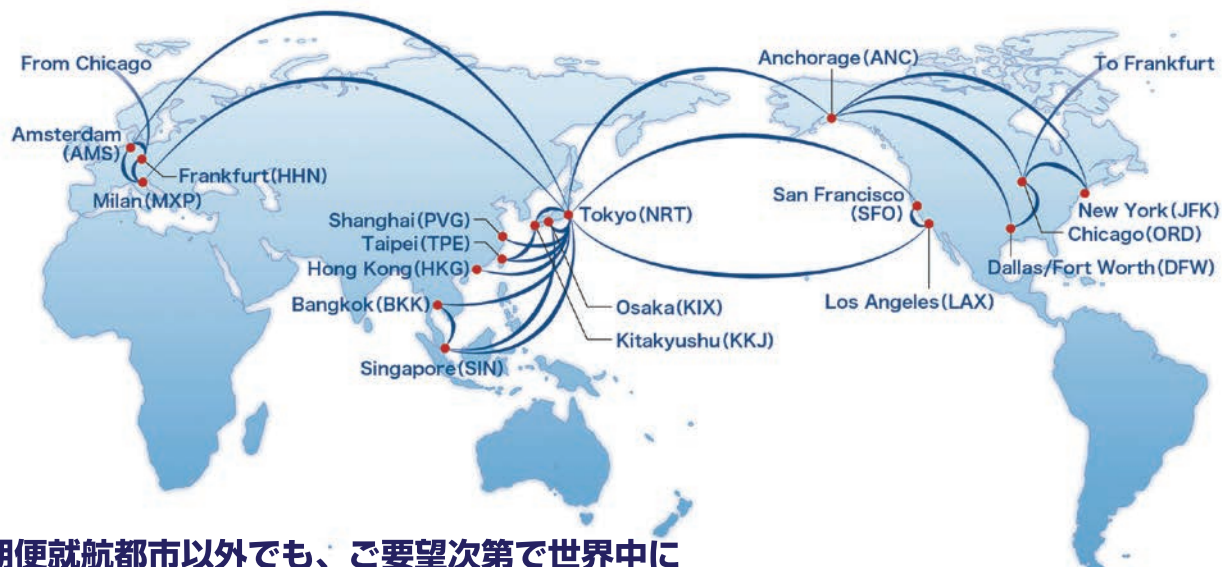 From Chicago
Anchorage(ANC)
To Frankfurt
Amsterdam
(AMS)
Frankfurt(HHN)
Milan(MXP)
Shanghai(PVG)
Taipei(TPE)
Hong Kong(HKG)
Bangkok(BKK)
Singapore(SIN)
Tokyo(NRT)
Osaka(KIX)
Kitakyushu(KKJ)
San Francisco
(SFO)
Los Angeles(LAX)
New York(JFK)
Chicago(ORD)
Dallas/Fort Worth(DFW)
期便就航都市以外でも、ご要望次第で世界中に